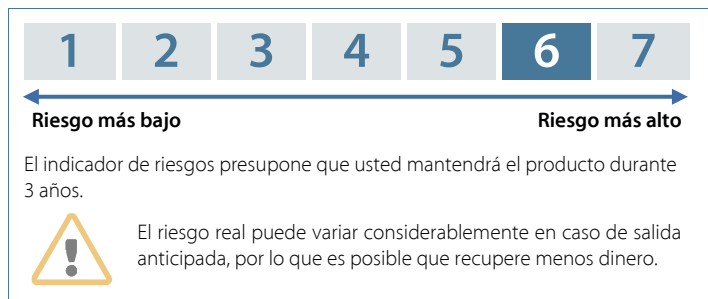 1 2 3 4 5 6 7
Riesgo más bajo Riesgo más alto
El indicador de riesgos presupone que usted mantendrá el producto durante
3 años.
El riesgo real puede variar considerablemente en caso de salida
anticipada, por lo que es posible que recupere menos dinero.